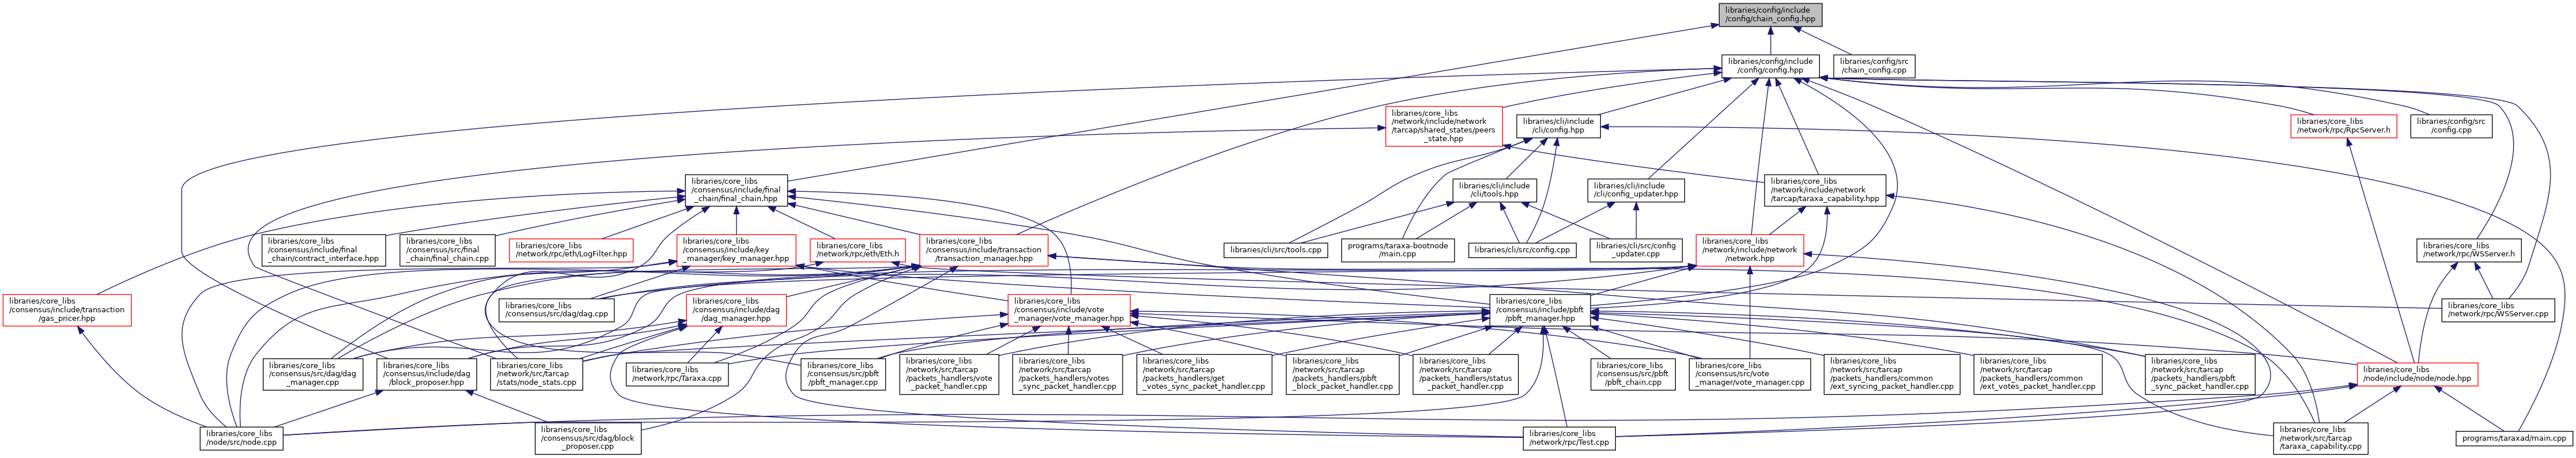 libraries/config/include
/config/chain_config.hpp
libraries/config/include
/config/config.hpp
libraries/config/src
/chain_config.cpp
libraries/core_libs
/network/include/network
/tarcap/shared_states/peers
_state.hpp
libraries/cli/include
/cli/config.hpp
libraries/core_libs
/network/rpc/RpcServer.h
libraries/config/src
/config.cpp
libraries/core_libs
/consensus/include/final
_chain/final_chain.hpp
libraries/cli/include
/cli/tools.hpp
libraries/cli/include
/cli/config_updater.hpp
libraries/core_libs
/network/include/network
/tarcap/taraxa_capability.hpp
libraries/core_libs
/consensus/include/final
_chain/contract_interface.hpp
libraries/core_libs
/consensus/src/final
_chain/final_chain.cpp
libraries/core_libs
/network/rpc/eth/LogFilter.hpp
libraries/core_libs
/consensus/include/key
_manager/key_manager.hpp
libraries/core_libs
/network/rpc/eth/Eth.h
libraries/core_libs
/consensus/include/transaction
/transaction_manager.hpp
libraries/cli/src/tools.cpp
programs/taraxa-bootnode
/main.cpp
libraries/cli/src/config.cpp
libraries/cli/src/config
_updater.cpp
libraries/core_libs
/network/include/network
/network.hpp
libraries/core_libs
/network/rpc/WSServer.h
libraries/core_libs
/consensus/include/transaction
/gas_pricer.hpp
libraries/core_libs
/consensus/src/dag/dag.cpp
libraries/core_libs
/consensus/include/dag
/dag_manager.hpp
libraries/core_libs
/consensus/include/vote
_manager/vote_manager.hpp
libraries/core_libs
/consensus/include/pbft
/pbft_manager.hpp
libraries/core_libs
/network/rpc/WSServer.cpp
libraries/core_libs
/consensus/src/dag/dag
_manager.cpp
libraries/core_libs
/consensus/include/dag
/block_proposer.hpp
libraries/core_libs
/network/src/tarcap
/stats/node_stats.cpp
libraries/core_libs
/network/rpc/Taraxa.cpp
libraries/core_libs
/consensus/src/pbft
/pbft_manager.cpp
libraries/core_libs
/network/src/tarcap
/packets_handlers/vote
_packet_handler.cpp
libraries/core_libs
/network/src/tarcap
/packets_handlers/votes
_sync_packet_handler.cpp
libraries/core_libs
/network/src/tarcap
/packets_handlers/get
_votes_sync_packet_handler.cpp
libraries/core_libs
/network/src/tarcap
/packets_handlers/pbft
_block_packet_handler.cpp
libraries/core_libs
/network/src/tarcap
/packets_handlers/status
_packet_handler.cpp
libraries/core_libs
/consensus/src/pbft
/pbft_chain.cpp
libraries/core_libs
/consensus/src/vote
_manager/vote_manager.cpp
libraries/core_libs
/network/src/tarcap
/packets_handlers/common
/ext_syncing_packet_handler.cpp
libraries/core_libs
/network/src/tarcap
/packets_handlers/common
/ext_votes_packet_handler.cpp
libraries/core_libs
/network/src/tarcap
/packets_handlers/pbft
_sync_packet_handler.cpp
libraries/core_libs
/node/include/node/node.hpp
libraries/core_libs
/node/src/node.cpp
libraries/core_libs
/consensus/src/dag/block
_proposer.cpp
libraries/core_libs
/network/rpc/Test.cpp
libraries/core_libs
/network/src/tarcap
/taraxa_capability.cpp
programs/taraxad/main.cpp